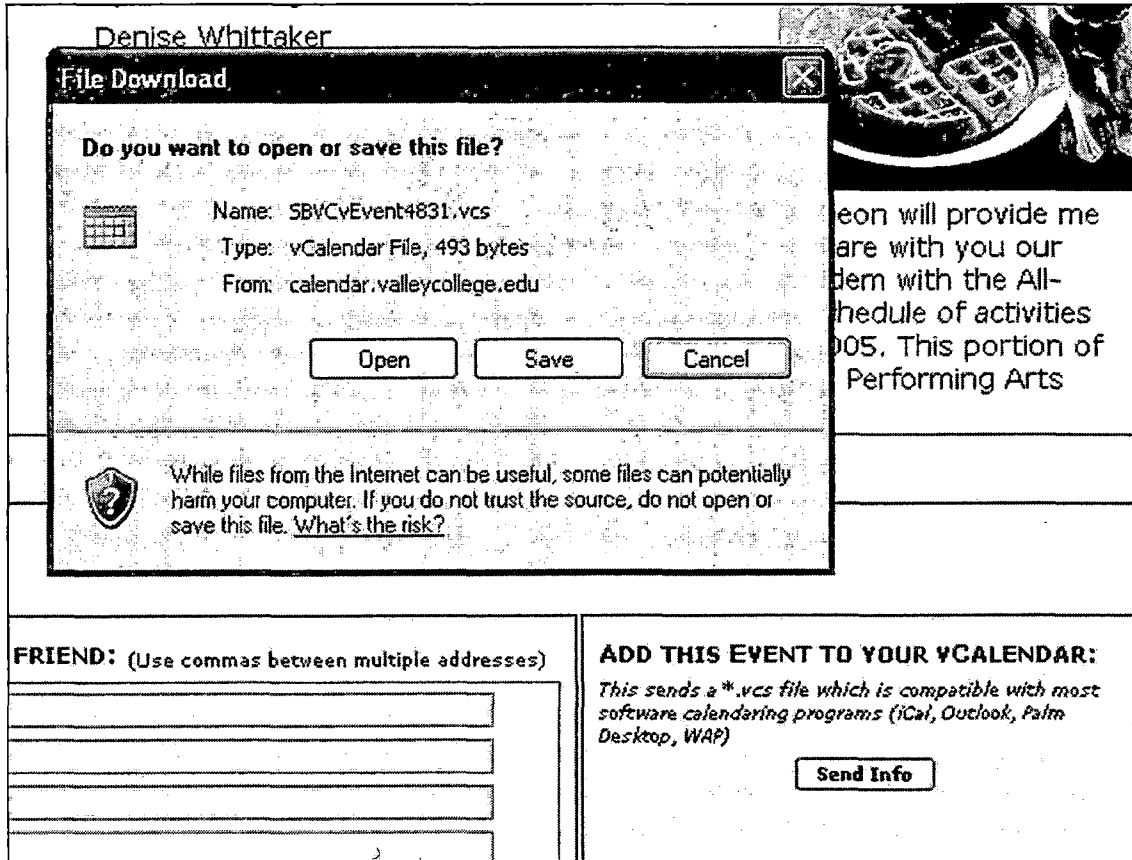 Denise Whittaker
File Download
Do you want to open or save this file?
Name: SBVCvEvent4831.vcs
Type: vCalendar File, 493 bytes
From: calendar.valleycollege.edu
Open Save Cancel
While files from the Internet can be useful, some files can potentially
harm your computer. If you do not trust the source, do not open or
save this file. What's the risk?
eon will provide me
are with you our
dem with the All-
hedule of activities
005. This portion of
Performing Arts
FRIEND: (Use commas between multiple addresses)
ADD THIS EVENT TO YOUR VCALENDAR:
This sends a *.vcs file which is compatible with most
software calendaring programs (iCal, Outlook, Palm
Desktop, WAP)
Send Info